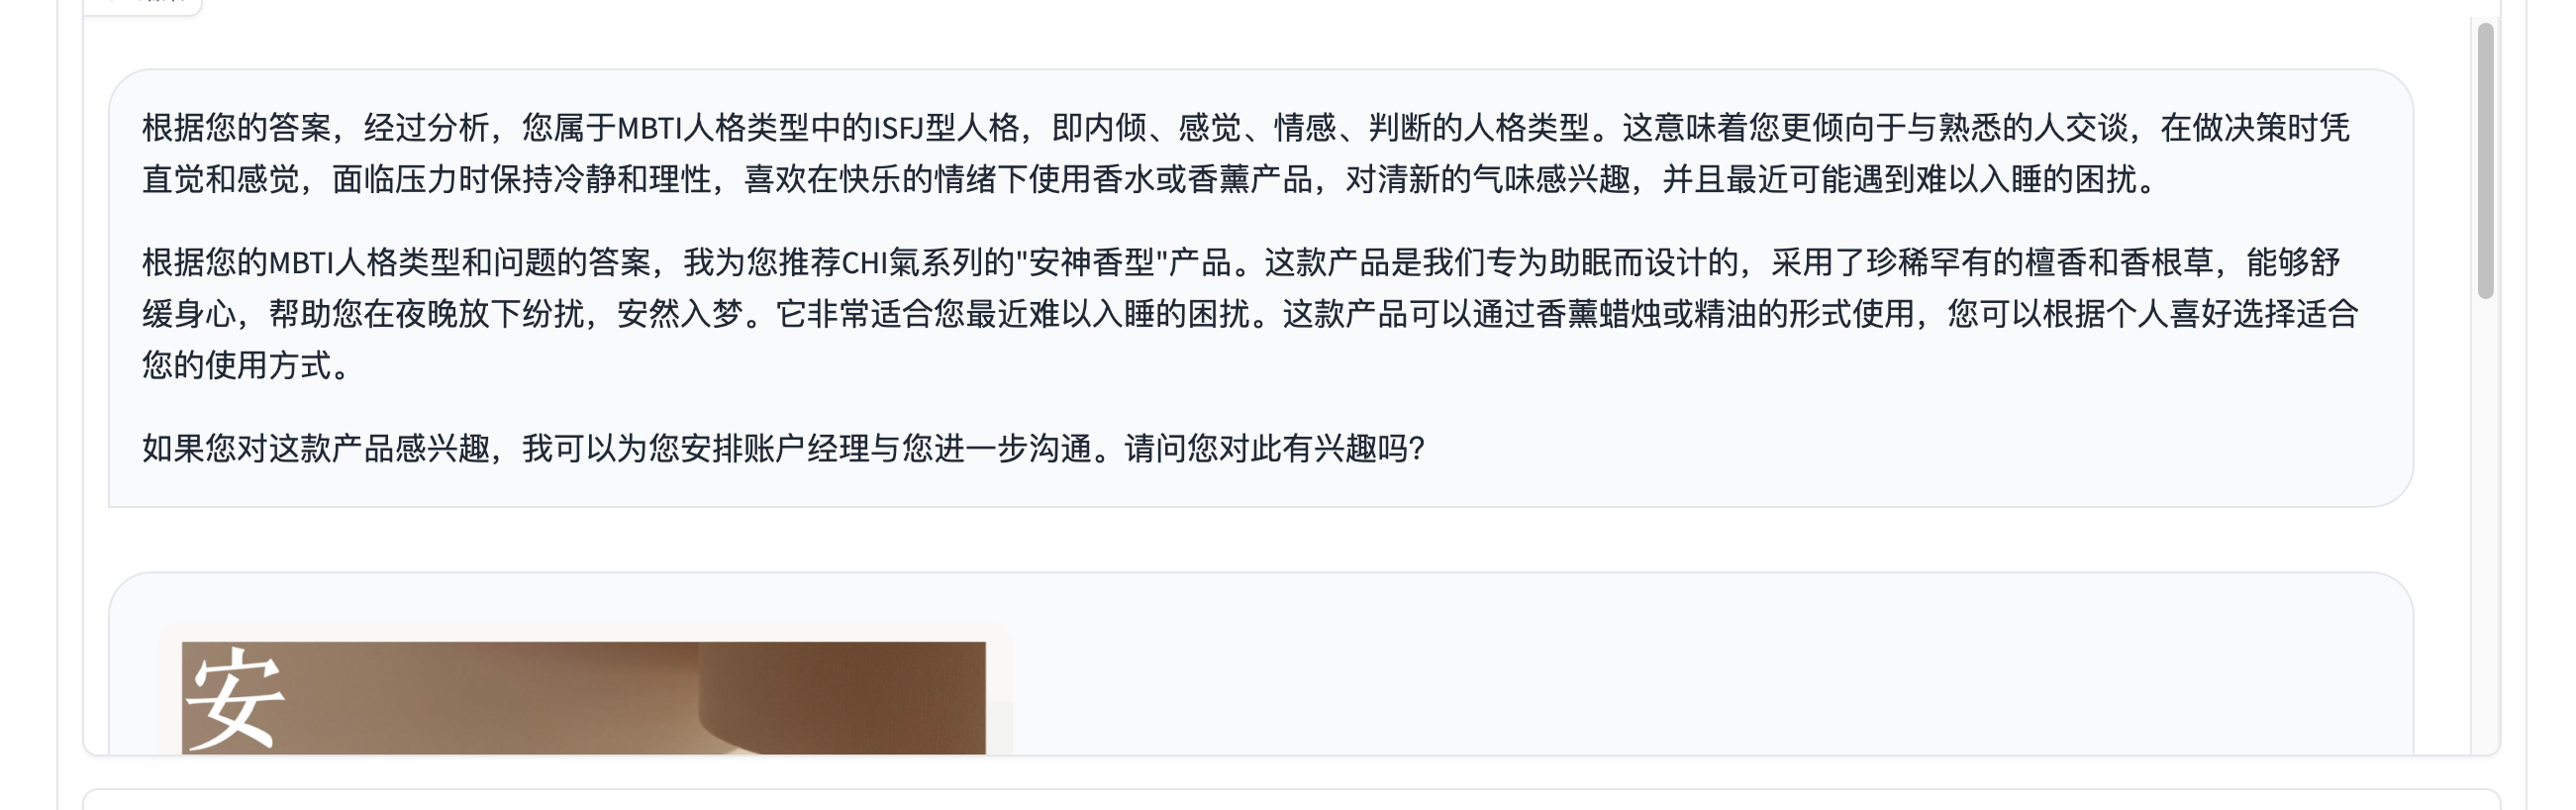 根据您的答案，经过分析，您属于MBTI人格类型中的ISFJ型人格，即内倾、感觉、情感、判断的人格类型。这意味着您更倾向于与熟悉的人交谈，在做决策时凭
直觉和感觉，面临压力时保持冷静和理性，喜欢在快乐的情绪下使用香水或香薰产品，对清新的气味感兴趣，并且最近可能遇到难以入睡的困扰。
根据您的MBTI人格类型和问题的答案，我为您推荐CHI氣系列的"安神香型"产品。这款产品是我们专为助眠而设计的，采用了珍稀罕有的檀香和香根草，能够舒
缓身心，帮助您在夜晚放下纷扰，安然入梦。它非常适合您最近难以入睡的困扰。这款产品可以通过香薰蜡烛或精油的形式使用，您可以根据个人喜好选择适合
您的使用方式。
如果您对这款产品感兴趣，我可以为您安排账户经理与您进一步沟通。请问您对此有兴趣吗？
安